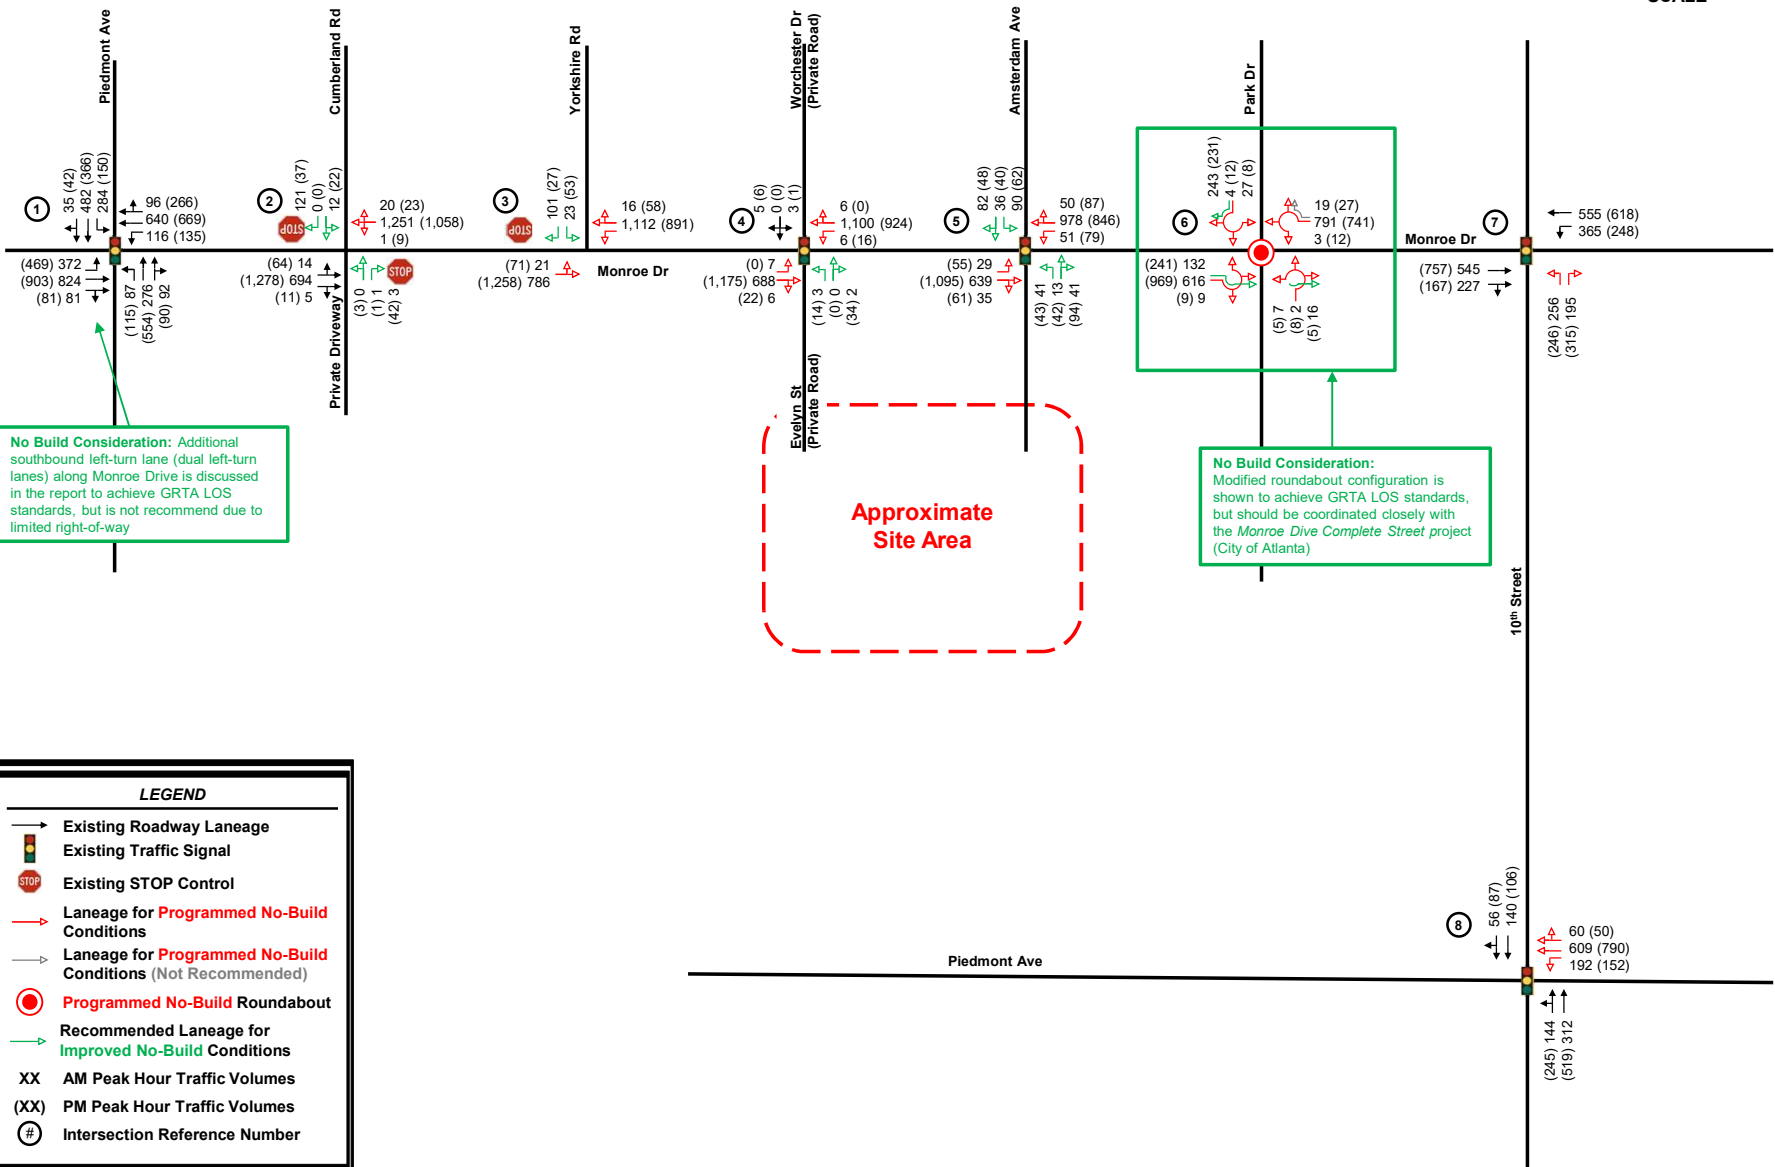 SCALE
Piedmont Ave
Cumberland Rd
Yorkshire Rd
Worchester Dr
(Private Road)
Amsterdam Ave
Park Dr
1
35 (42)
482 (366)
284 (150)
96 (266)
640 (669)
116 (135)
(469) 372
(903) 824
(81) 81
(115) 87
(554) 276
(90) 92
2
121 (37)
0 (0)
12 (22)
STOP
20 (23)
1,251 (1,058)
1 (9)
(64) 14
(1,278) 694
(11) 5
(3) 0
(1) 1
(42) 3
STOP
Private Driveway
3
STOP
101 (27)
23 (53)
16 (58)
1,112 (891)
(71) 21
(1,258) 786
Monroe Dr
4
5 (6)
0 (0)
3 (1)
6 (0)
1,100 (924)
6 (16)
(0) 7
(1,175) 688
(22) 6
(14) 3
(0) 0
(34) 2
Evelyn St
(Private Road)
5
82 (48)
36 (40)
90 (62)
50 (87)
978 (846)
51 (79)
(55) 29
(1,095) 639
(61) 35
(43) 41
(42) 13
(94) 41
6
243 (231)
4 (12)
27 (8)
19 (27)
791 (741)
3 (12)
(241) 132
(969) 616
(9) 9
(5) 7
(8) 2
(5) 16
Monroe Dr
7
555 (618)
365 (248)
(757) 545
(167) 227
(246) 256
(315) 195
No Build Consideration: Additional
southbound left-turn lane (dual left-turn
lanes) along Monroe Drive is discussed
in the report to achieve GRTA LOS
standards, but is not recommend due to
limited right-of-way
Approximate
Site Area
No Build Consideration:
Modified roundabout configuration is
shown to achieve GRTA LOS standards,
but should be coordinated closely with
the Monroe Dive Complete Street project
(City of Atlanta)
10th Street
8
56 (87)
140 (106)
60 (50)
609 (790)
192 (152)
Piedmont Ave
(245) 144
(519) 312
LEGEND
Existing Roadway Laneage
Existing Traffic Signal
STOP
Existing STOP Control
Laneage for Programmed No-Build
Conditions
Laneage for Programmed No-Build
Conditions (Not Recommended)
Programmed No-Build Roundabout
Recommended Laneage for
Improved No-Build Conditions
XX AM Peak Hour Traffic Volumes
(XX) PM Peak Hour Traffic Volumes
# Intersection Reference Number